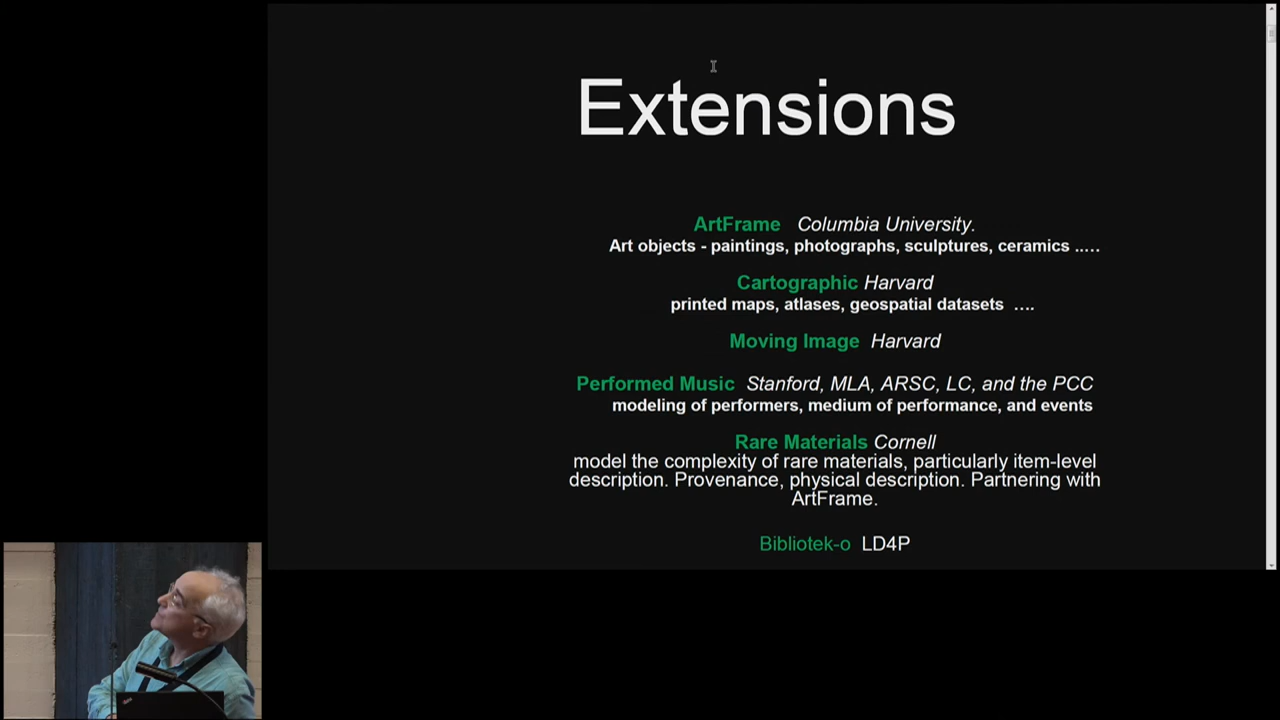 Extensions
ArtFrame Columbia University.
Art objects - paintings, photographs, sculptures, ceramics .....
Cartographic Harvard
printed maps, atlases, geospatial datasets ....
Moving Image Harvard
Performed Music Stanford, MLA, ARSC, LC, and the PCC
modeling of performers, medium of performance, and events
Rare Materials Cornell
model the complexity of rare materials, particularly item-level
description. Provenance, physical description. Partnering with
ArtFrame.
Bibliotek-o LD4P